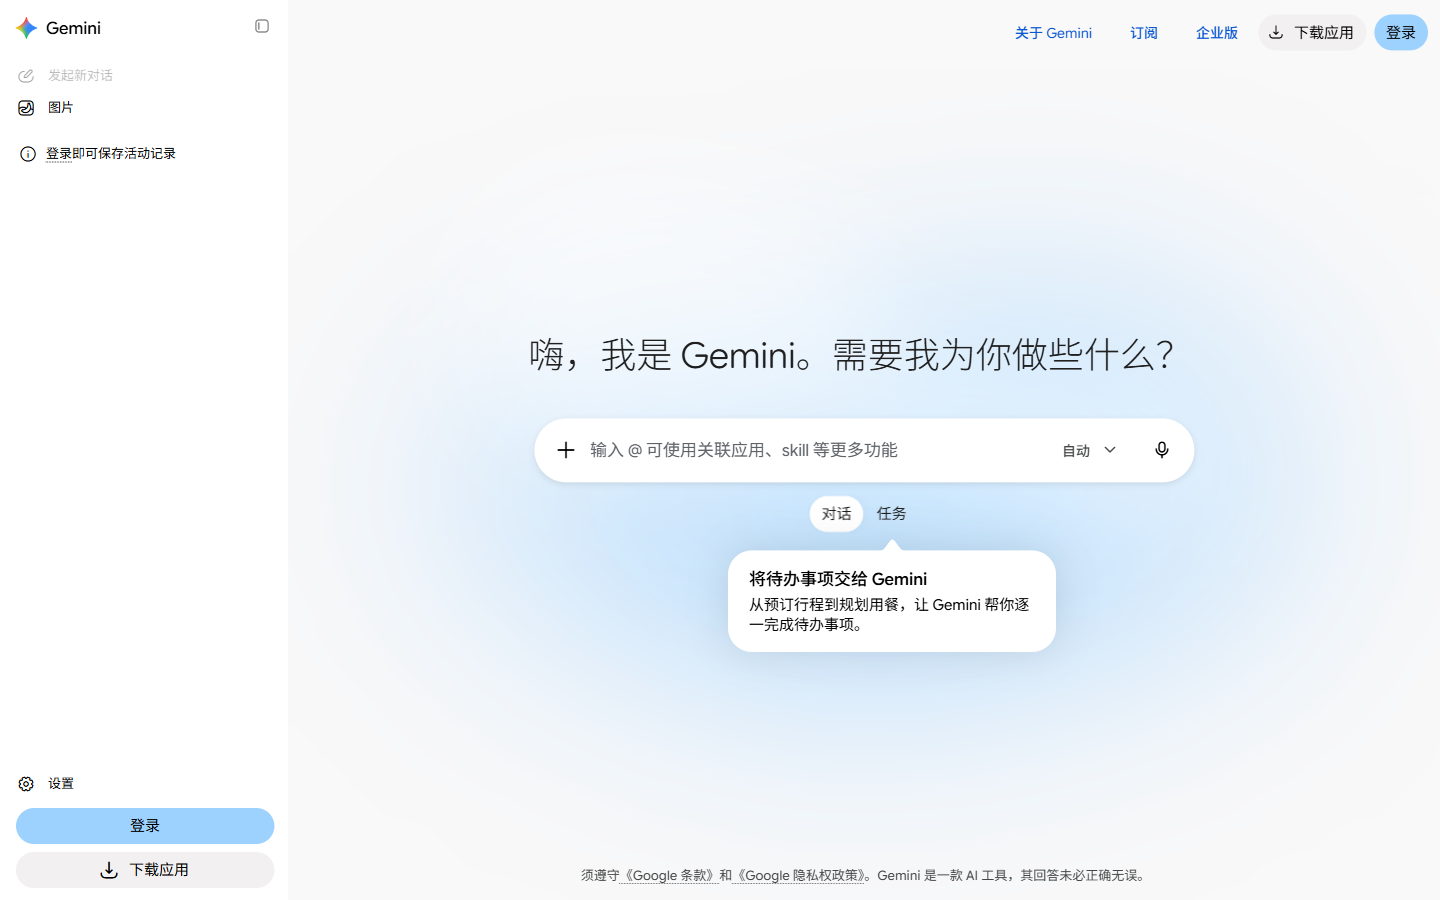 Gemini
发起新对话
图片
登录即可保存活动记录
设置
登录
下载应用
关于 Gemini
订阅
企业版
下载应用
登录
嗨，我是 Gemini。需要我为你做些什么？
输入 @ 可使用关联应用、skill 等更多功能
自动
对话
任务
将待办事项交给 Gemini
从预订行程到规划用餐，让 Gemini 帮你逐
一完成待办事项。
须遵守《Google 条款》和《Google 隐私权政策》。Gemini 是一款 AI 工具，其回答未必正确无误。